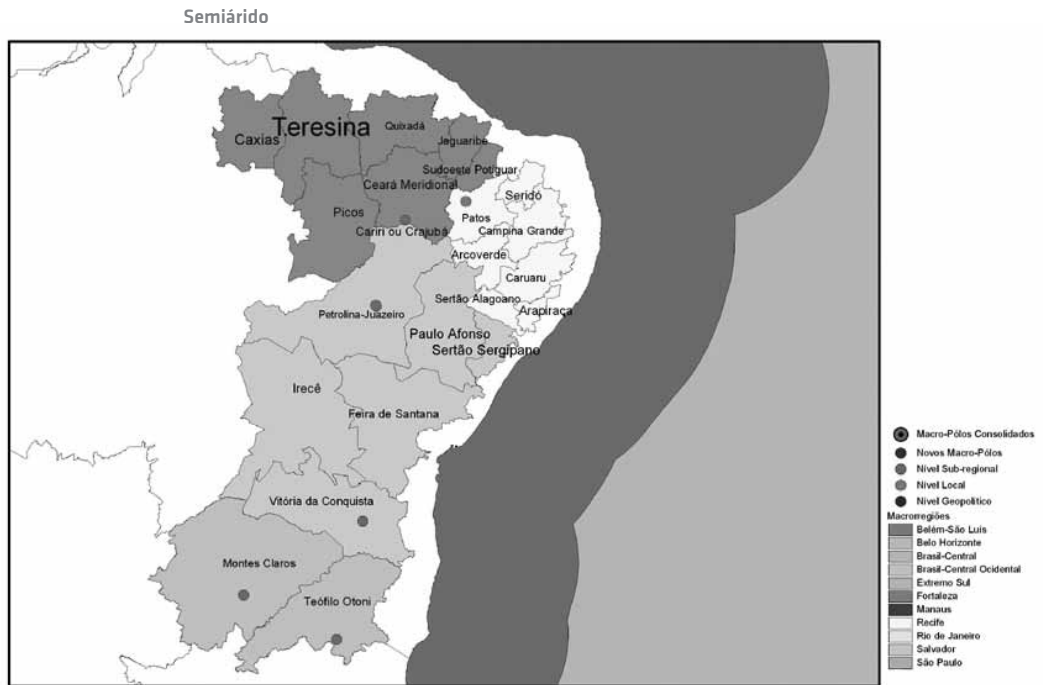 Semiárido
Teresina
Caxias
Quixadá
Jaguaribe
Sudoeste Potiguar
Ceará Meridional
Seridó
Picos
Patos
Cariri ou Crajubá
Campina Grande
Arcoverde
Caruaru
Sertão Alagoano
Petrolina-Juazeiro
Arapiraça
Paulo Afonso
Sertão Sergipano
Irecê
Feira de Santana
Vitória da Conquista
Montes Claros
Teófilo Otoni
Macro-Pólos Consolidados
Novos Macro-Pólos
Nível Sub-regional
Nível Local
Nível Geopolítico
Macrorregiões
Belém-São Luis
Belo Horizonte
Brasil-Central
Brasil-Central Ocidental
Extremo Sul
Fortaleza
Manaus
Recife
Rio de Janeiro
Salvador
São Paulo